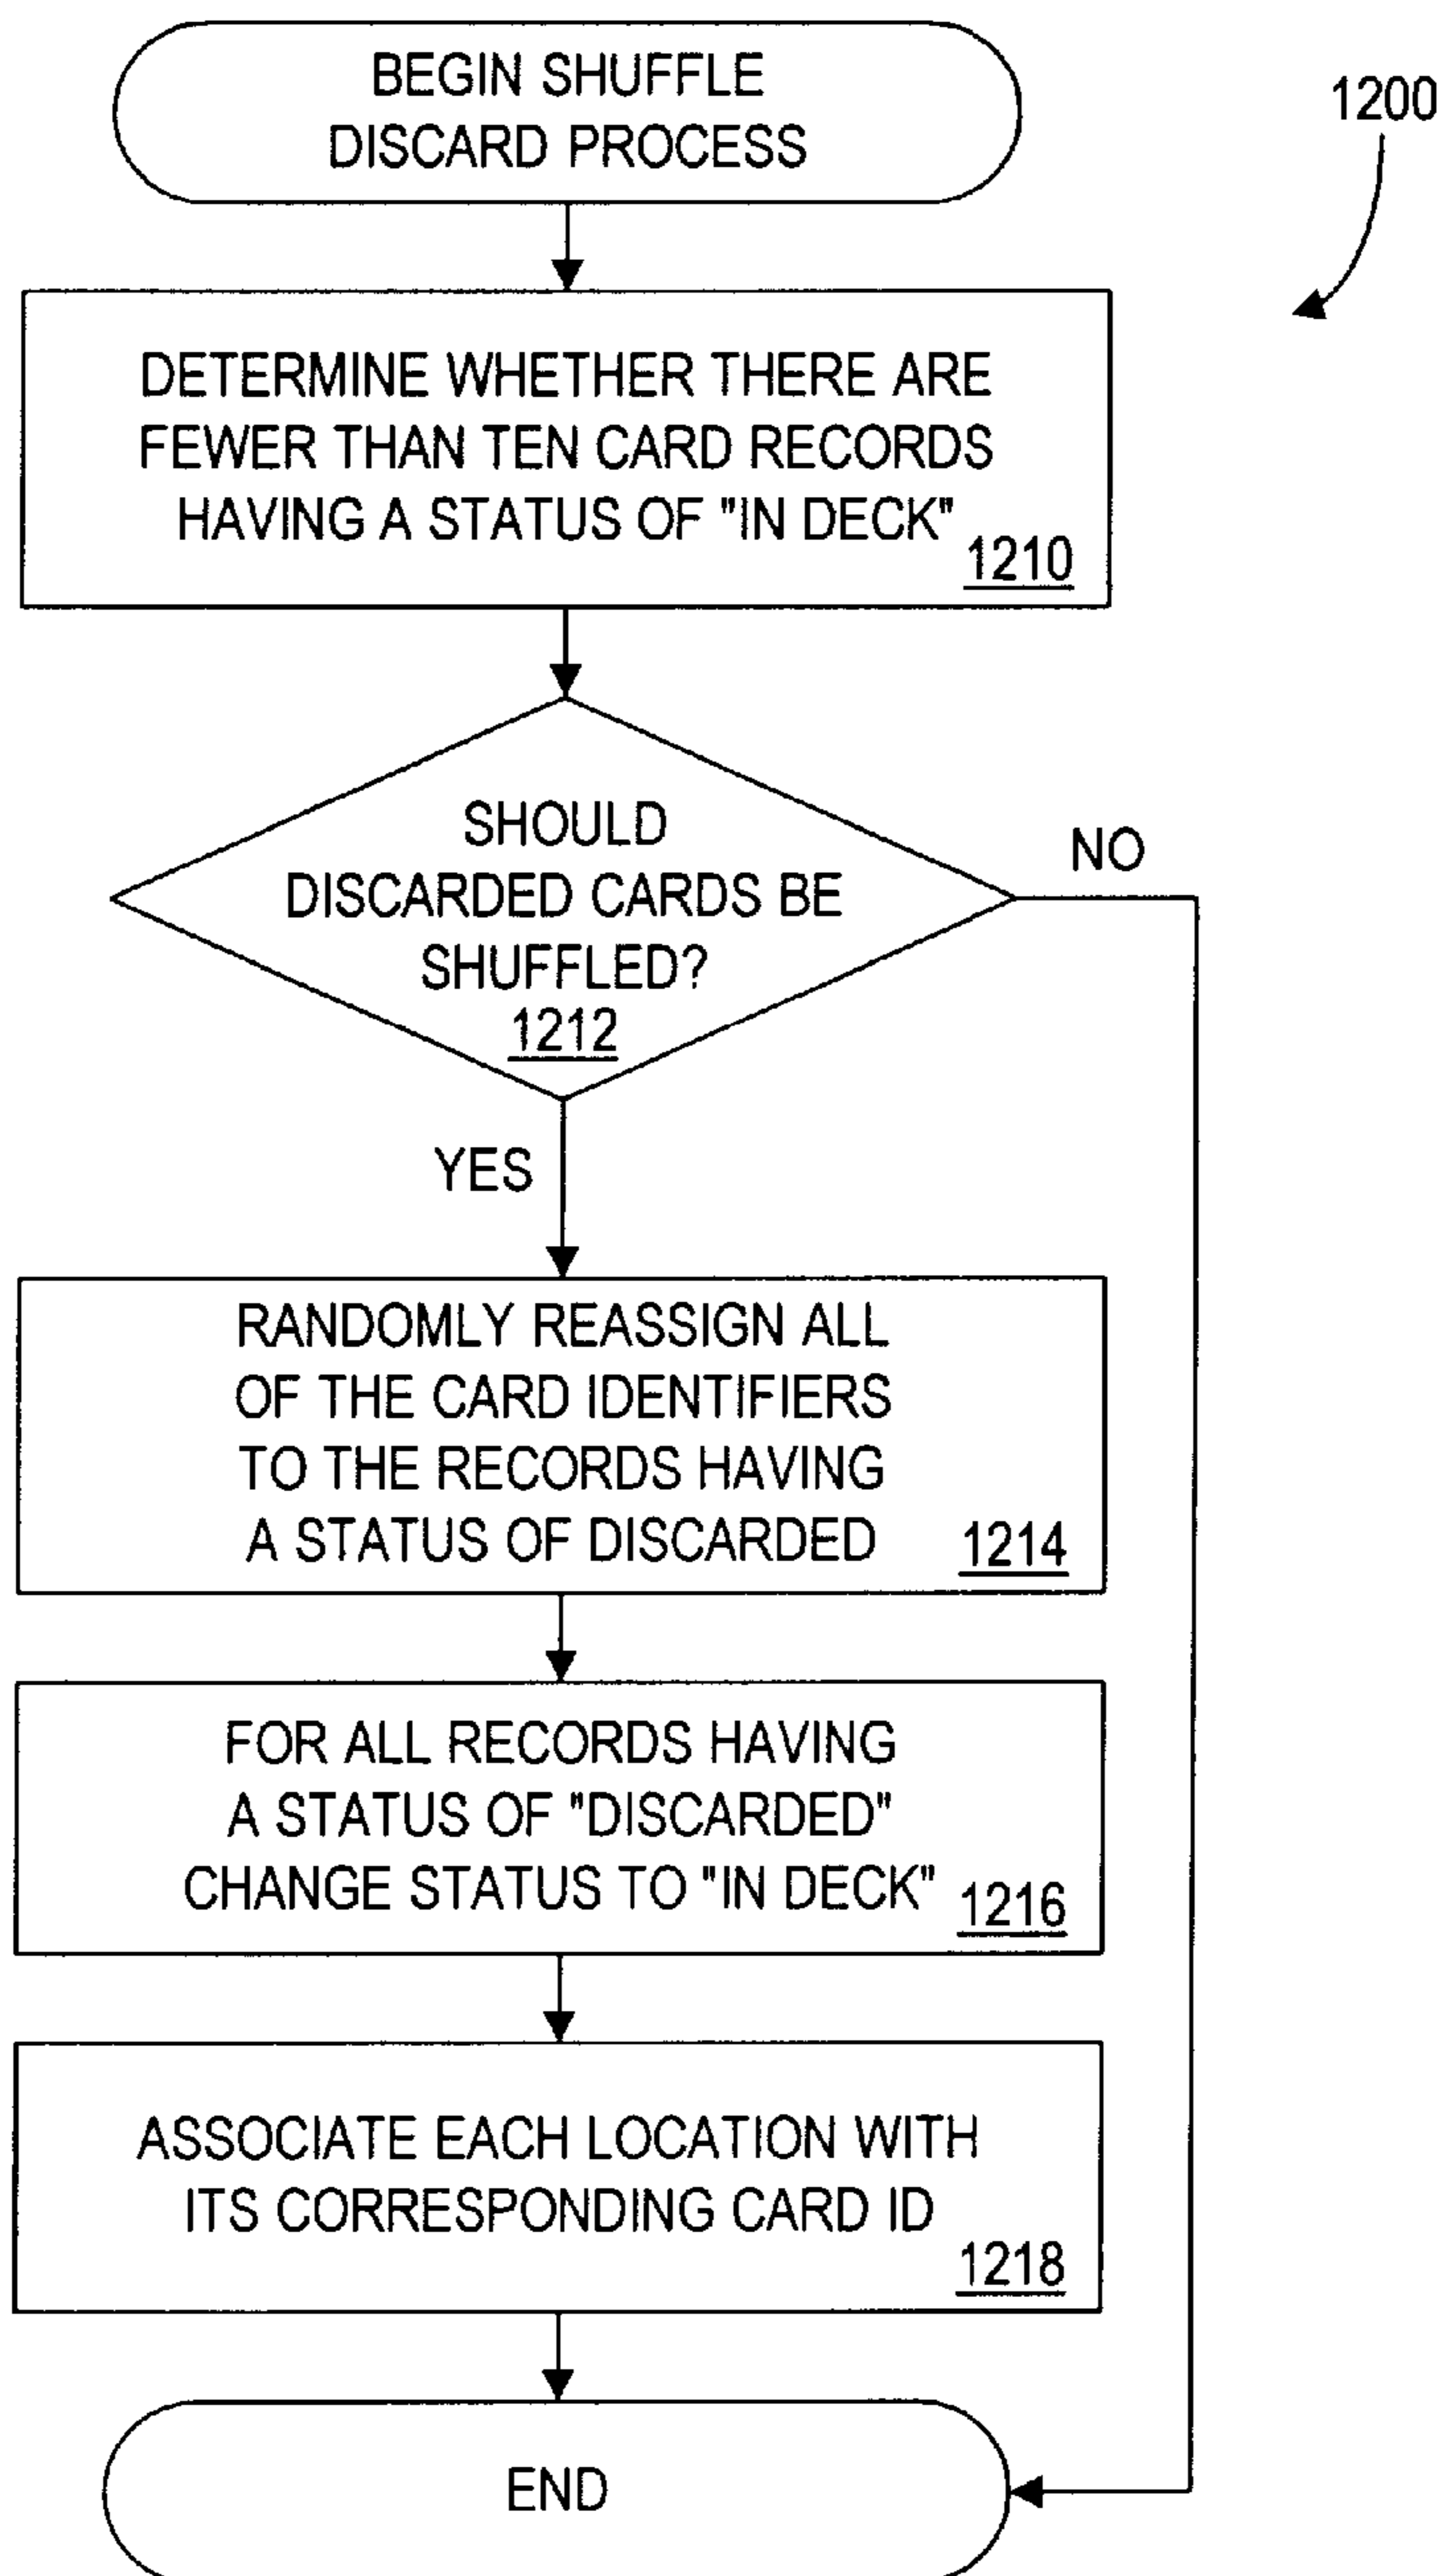 BEGIN SHUFFLE
DISCARD PROCESS
1200
DETERMINE WHETHER THERE ARE
FEWER THAN TEN CARD RECORDS
HAVING A STATUS OF "IN DECK"
1210
SHOULD
DISCARDED CARDS BE
SHUFFLED?
1212
NO
YES
RANDOMLY REASSIGN ALL
OF THE CARD IDENTIFIERS
TO THE RECORDS HAVING
A STATUS OF DISCARDED
1214
FOR ALL RECORDS HAVING
A STATUS OF "DISCARDED"
CHANGE STATUS TO "IN DECK"
1216
ASSOCIATE EACH LOCATION WITH
ITS CORRESPONDING CARD ID
1218
END